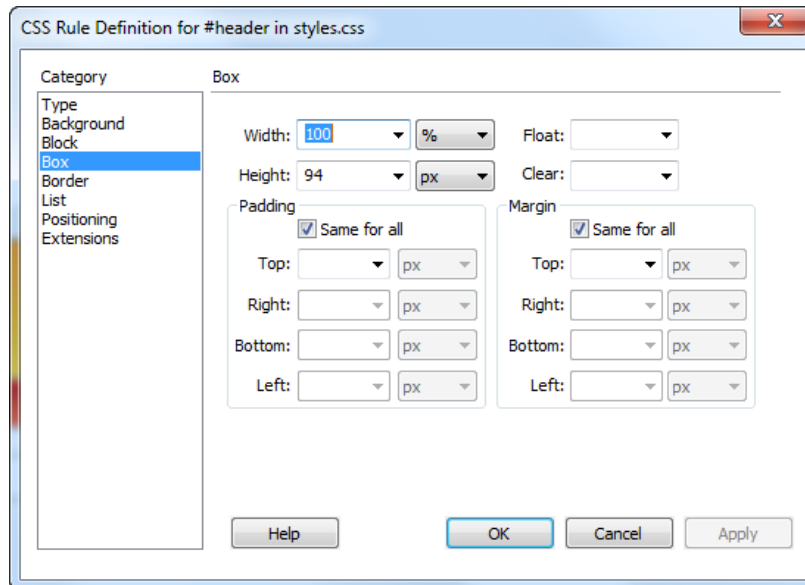 CSS Rule Definition for #header in styles.css
Category
Type
Background
Block
Box
Border
List
Positioning
Extensions
Box
Width: 100 % Float:
Height: 94 px Clear:
Padding Margin
Same for all Same for all
Top: px Top: px
Right: px Right: px
Bottom: px Bottom: px
Left: px Left: px
Help OK Cancel Apply